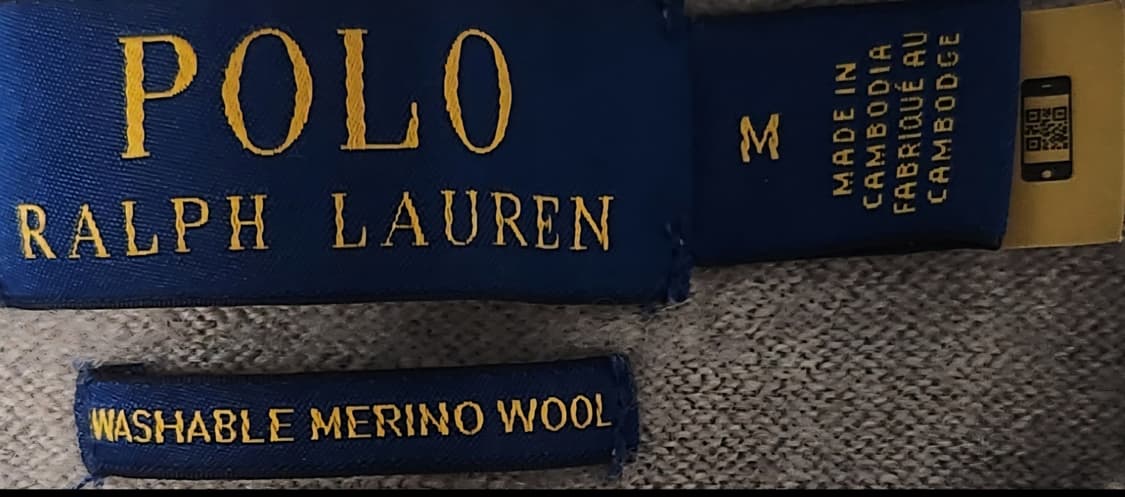 POLO
RALPH LAUREN
M
MADE IN
CAMBODIA
FABRIQUÉ AU
CAMBODGE
WASHABLE MERINO WOOL